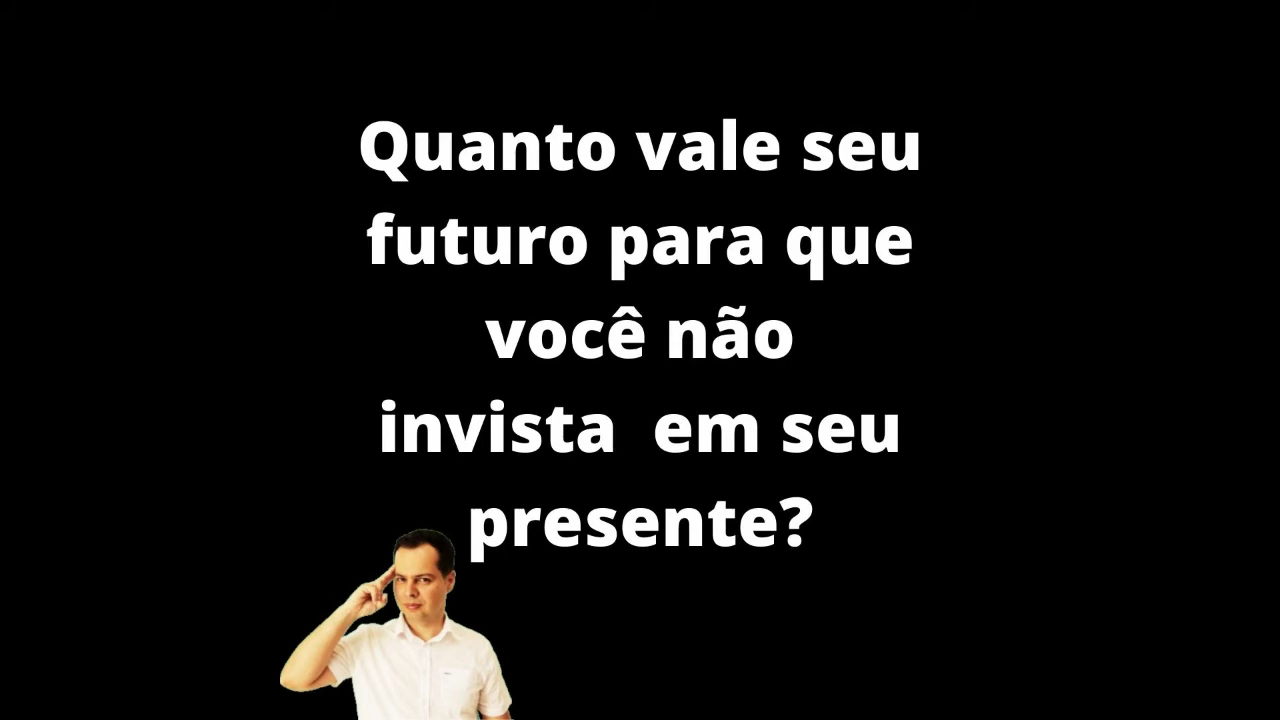 Quanto vale seu
futuro para que
você não
invista  em seu
presente?